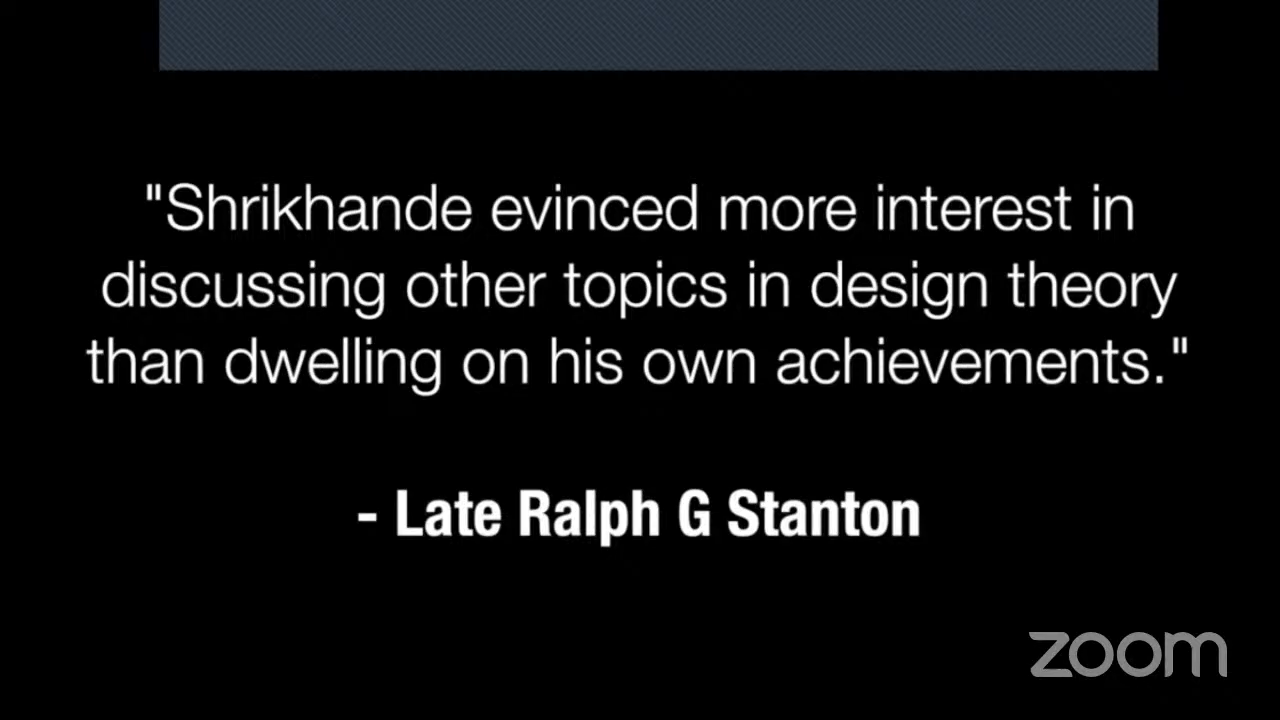 "Shrikhande evinced more interest in
discussing other topics in design theory
than dwelling on his own achievements."
- Late Ralph G Stanton
zoom